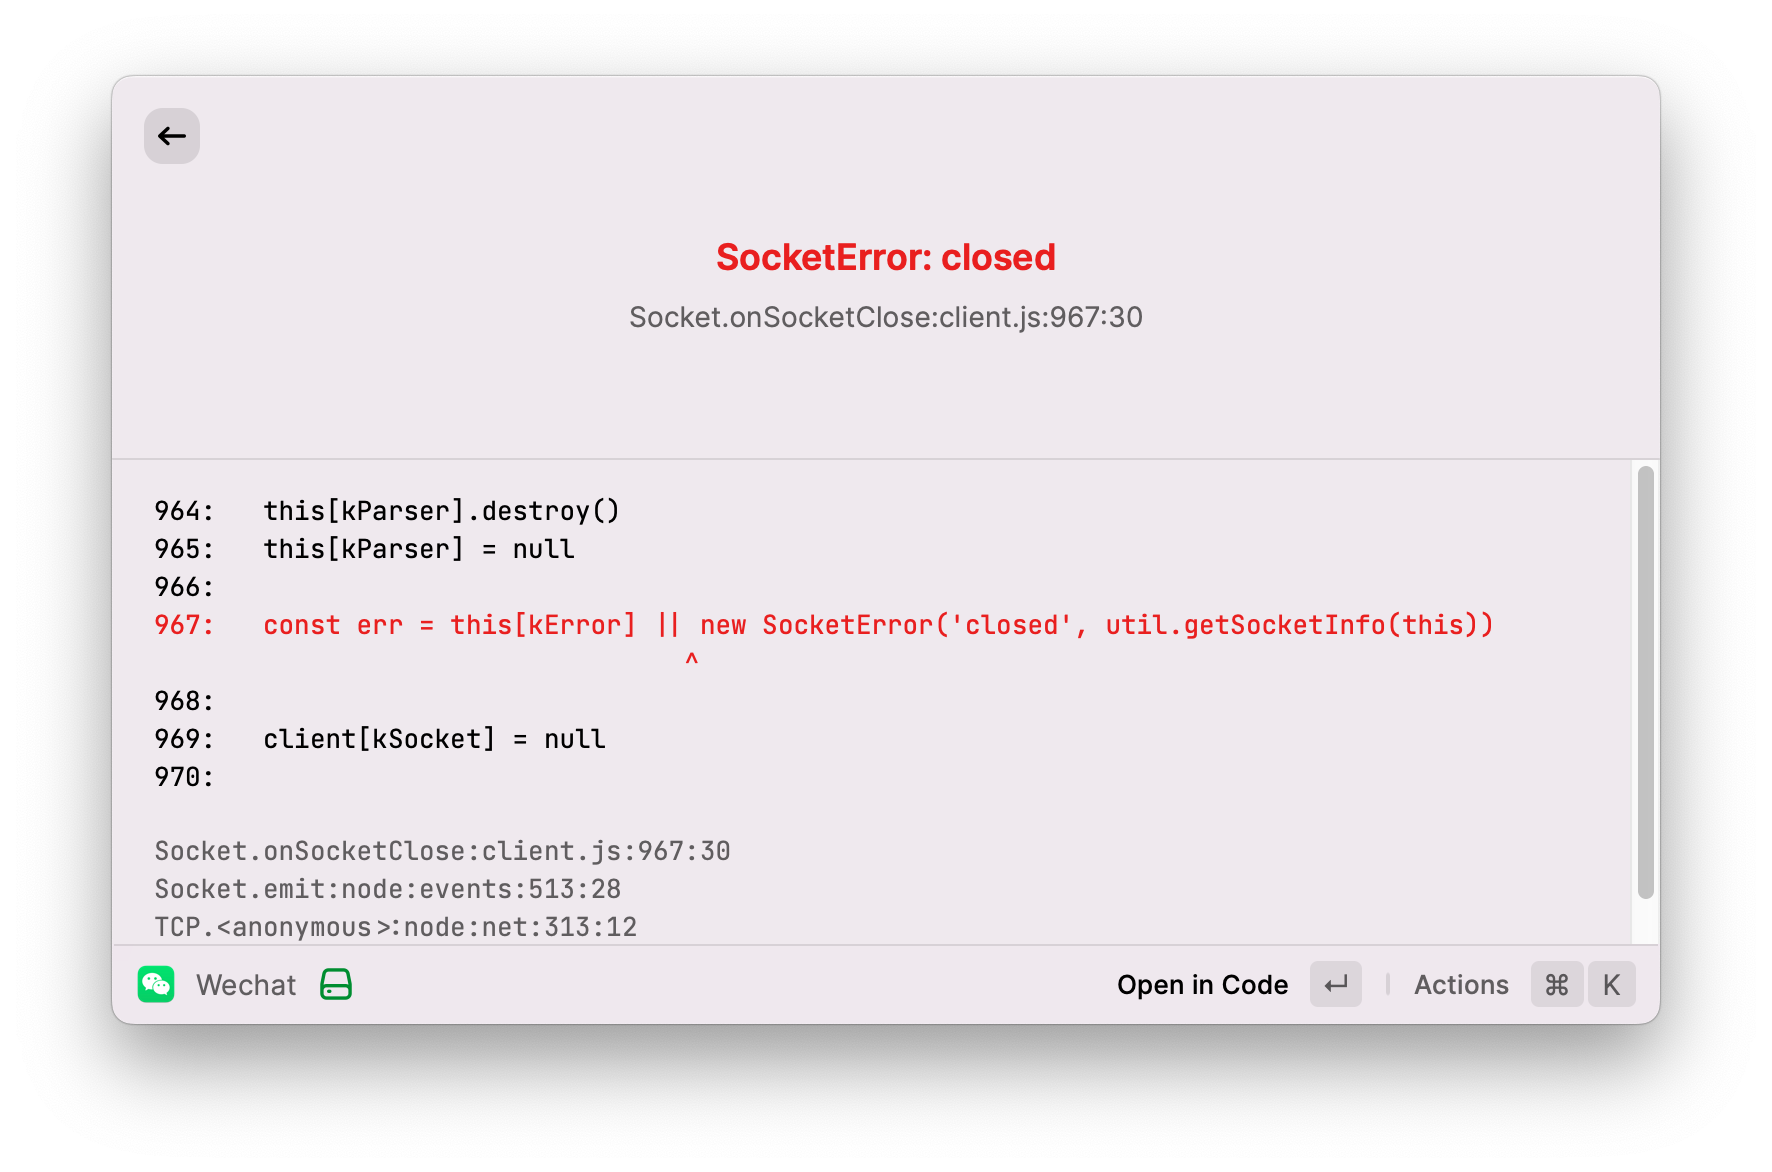 SocketError: closed
Socket.onSocketClose:client.js:967:30
964:   this[kParser].destroy()
965:   this[kParser] = null
966:
967:   const err = this[kError] || new SocketError('closed', util.getSocketInfo(this))
^
968:
969:   client[kSocket] = null
970:
Socket.onSocketClose:client.js:967:30
Socket.emit:node:events:513:28
TCP.<anonymous>:node:net:313:12
Wechat Open in Code ↵ | Actions ⌘ K